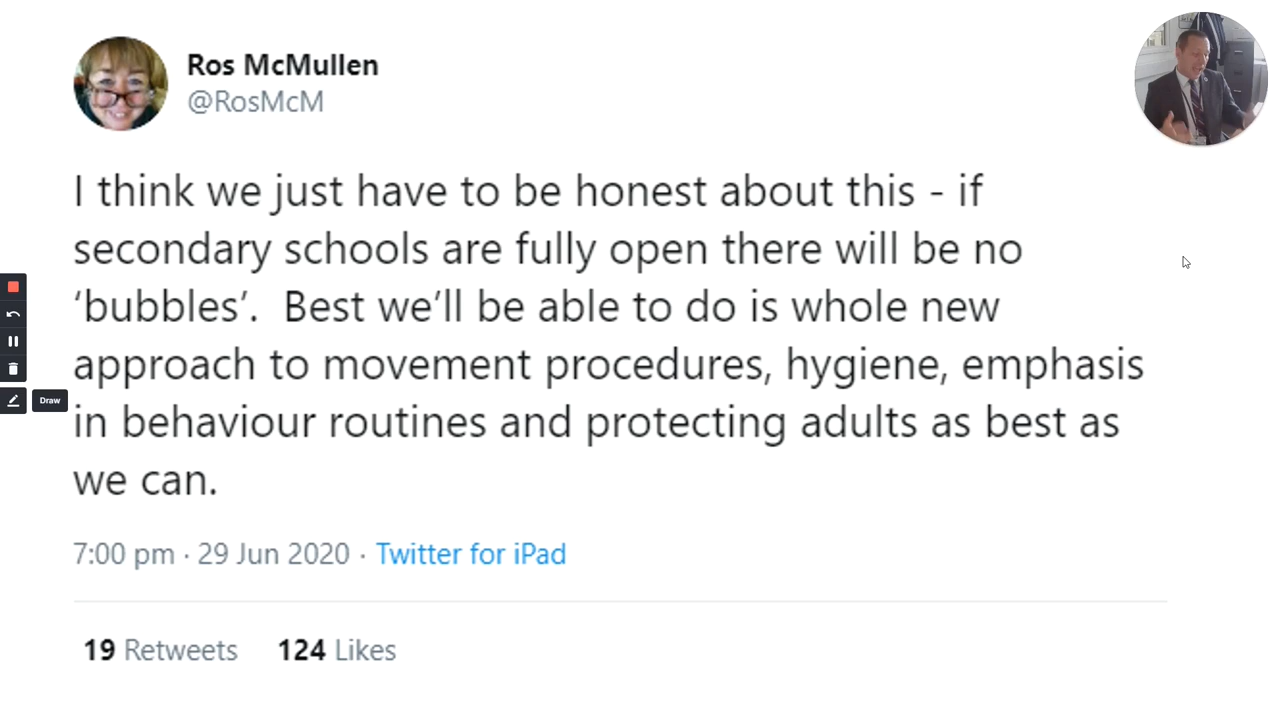 Ros McMullen
@RosMcM
I think we just have to be honest about this - if
secondary schools are fully open there will be no
‘bubbles’.  Best we’ll be able to do is whole new
approach to movement procedures, hygiene, emphasis
in behaviour routines and protecting adults as best as
we can.
Draw
7:00 pm · 29 Jun 2020 · Twitter for iPad
19 Retweets 124 Likes